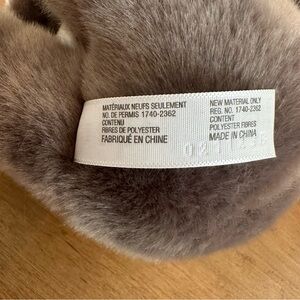 MATÉRIAUX NEUFS SEULEMENT
NO. DE PERMIS 1740-2362
CONTENU
FIBRES DE POLYESTER
FABRIQUÉ EN CHINE
NEW MATERIAL ONLY
REG. NO. 1740-2362
CONTENT
POLYESTER FIBRES
MADE IN CHINA